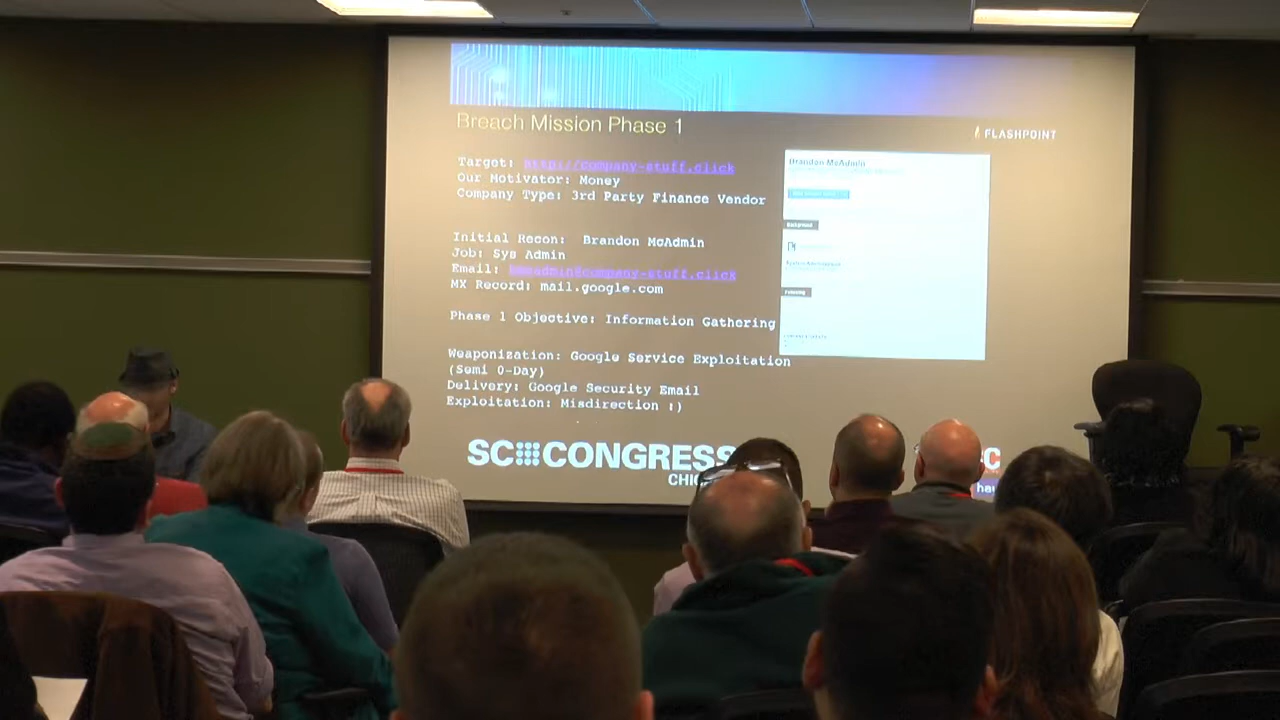 Breach Mission Phase 1
FLASHPOINT
Target: http://company-stuff.click
Our Motivator: Money
Company Type: 3rd Party Finance Vendor
Initial Recon: Brandon McAdmin
Job: Sys Admin
Email: bmcadmin@company-stuff.click
MX Record: mail.google.com
Phase 1 Objective: Information Gathering
Weaponization: Google Service Exploitation
(Semi 0-Day)
Delivery: Google Security Email
Exploitation: Misdirection :)
Brandon McAdmin
Background
Following
SC CONGRESS
CHIC
C